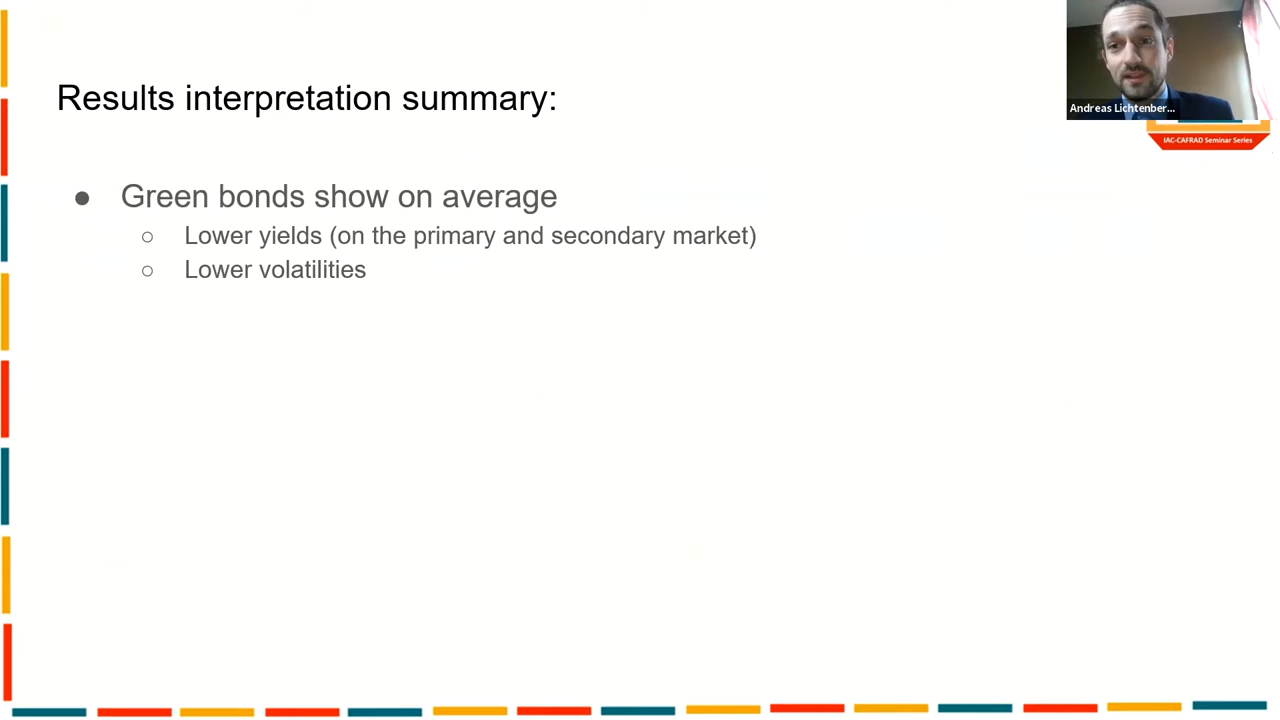 Andreas Lichtenber...
IAC-CAFRAD Seminar Series
Results interpretation summary:
● Green bonds show on average
○ Lower yields (on the primary and secondary market)
○ Lower volatilities